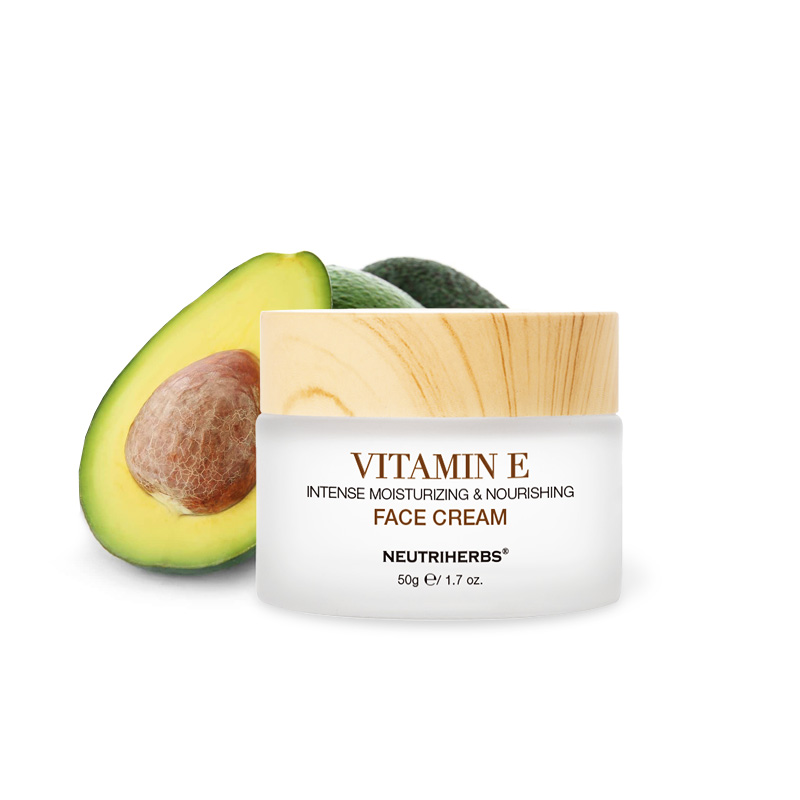 VITAMIN E
INTENSE MOISTURIZING & NOURISHING
FACE CREAM
NEUTRIHERBS®
50g ℮/ 1.7 oz.